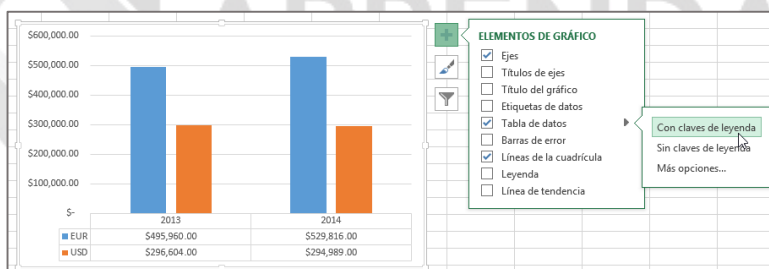 $600,000.00
$500,000.00
$400,000.00
$300,000.00
$200,000.00
$100,000.00
$-
2013 2014
EUR $495,960.00 $529,816.00
USD $296,604.00 $294,989.00
ELEMENTOS DE GRÁFICO
Ejes
Títulos de ejes
Título del gráfico
Etiquetas de datos
Tabla de datos
Barras de error
Líneas de la cuadrícula
Leyenda
Línea de tendencia
Con claves de leyenda
Sin claves de leyenda
Más opciones...